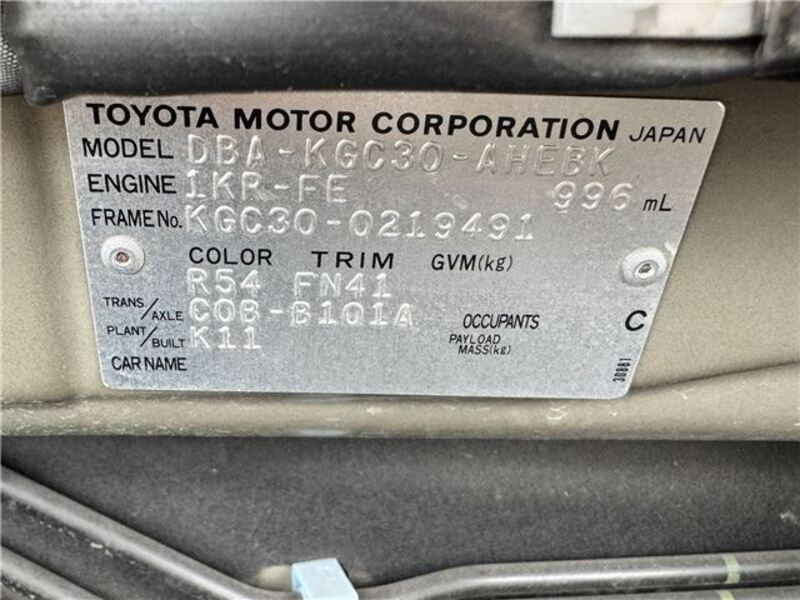 TOYOTA MOTOR CORPORATION JAPAN
MODEL DBA-KGC30-AHEBK
ENGINE 1KR-FE 996 mL
FRAME No. KGC30-0219491
COLOR TRIM GVM(kg)
R54 FN41
TRANS./AXLE C0B-B101A OCCUPANTS C
PLANT/BUILT K11 PAYLOAD MASS(kg)
CAR NAME
30881